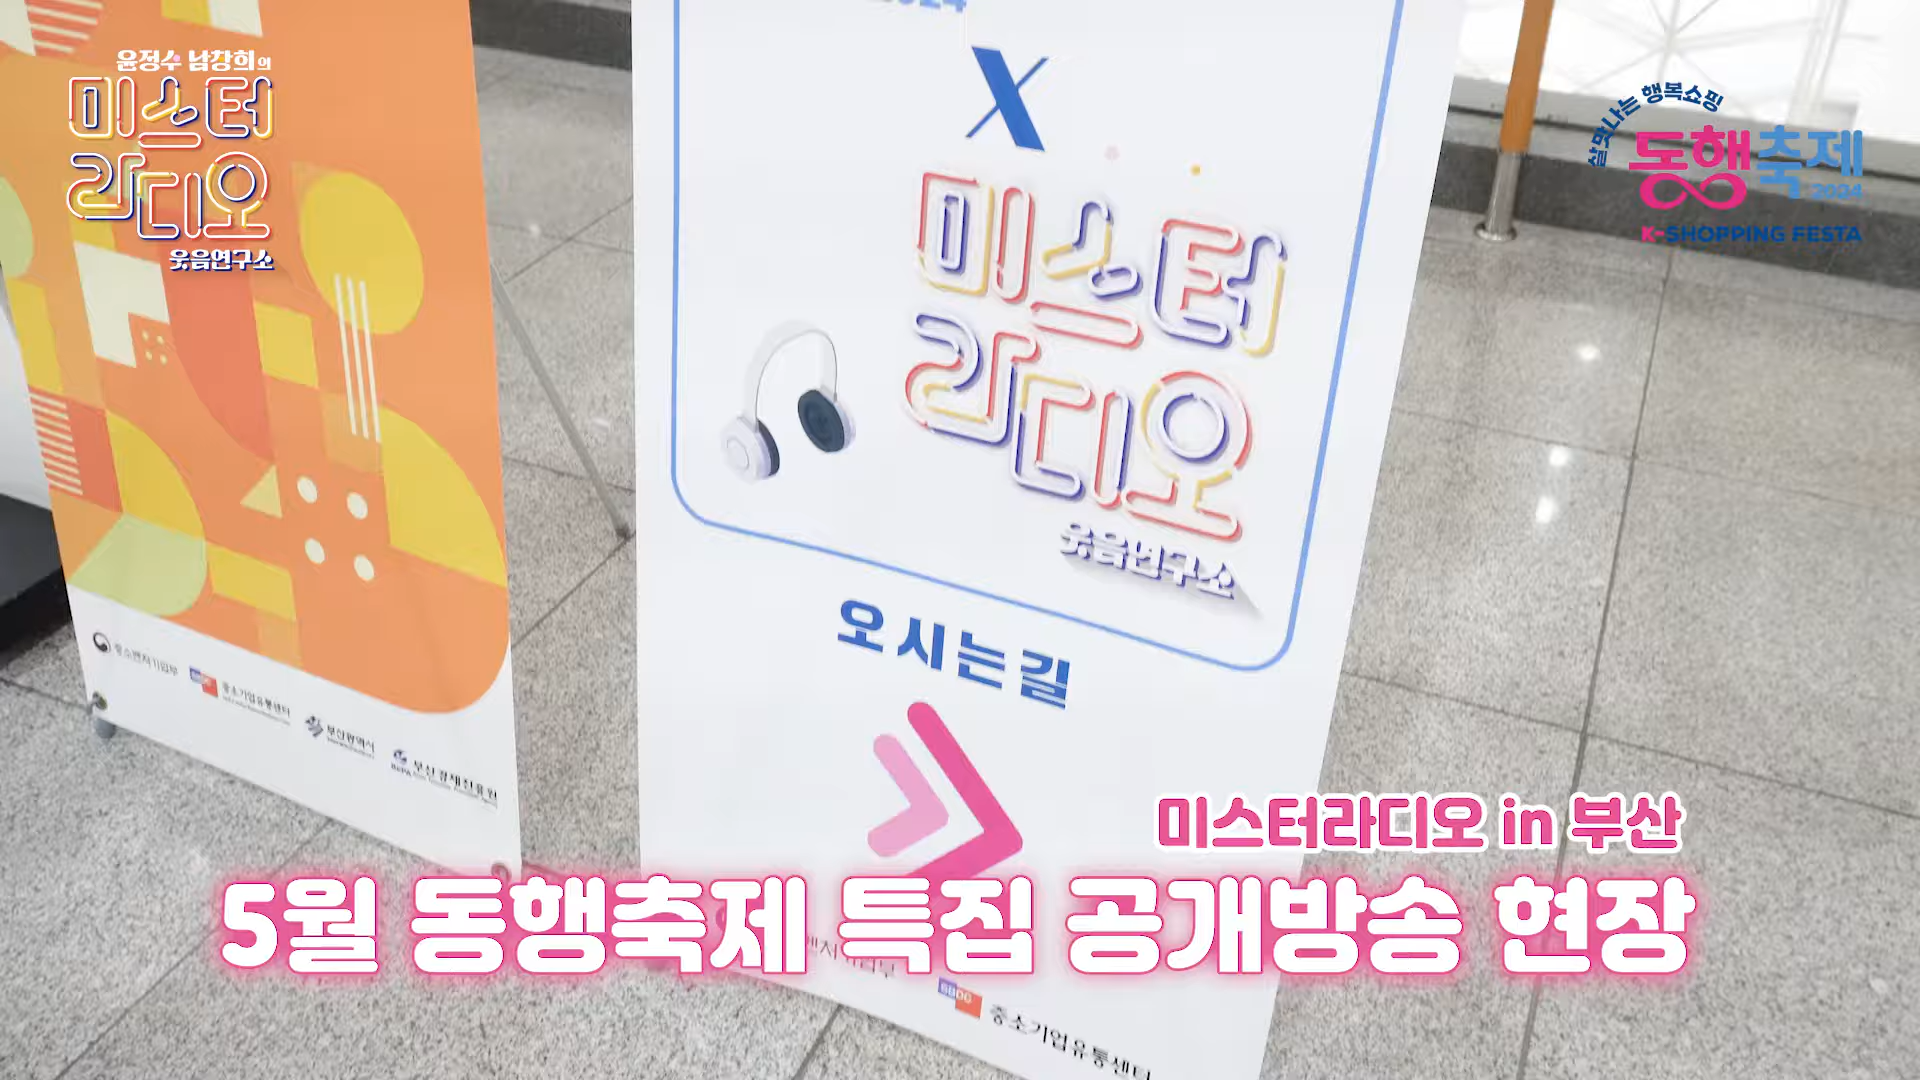 윤정수 남창희의
미스터
라디오
웃음연구소
살맛나는 행복쇼핑
동행축제
2024
K-SHOPPING FESTA
X
미스터
라디오
웃음연구소
오시는길
중소벤처기업부
중소기업유통센터
부산광역시
부산경제진흥원
BEPA
미스터라디오 in 부산
5월 동행축제 특집 공개방송 현장
SBDC
중소기업유통센터